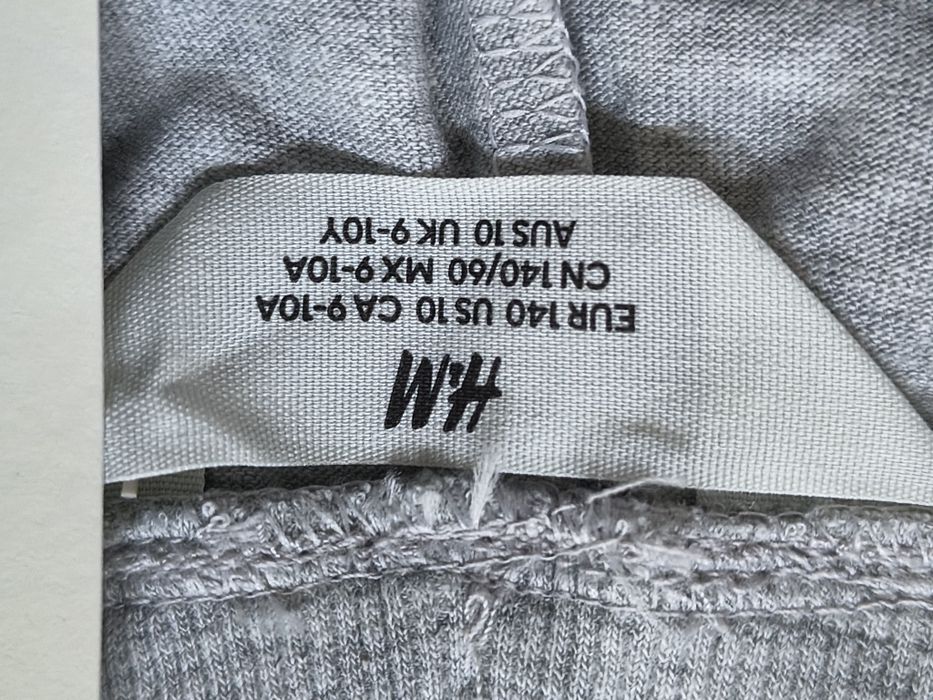 H&M
EUR 140 US 10 CA 9-10A
CN 140/60 MX 9-10A
AUS 10 UK 9-10Y